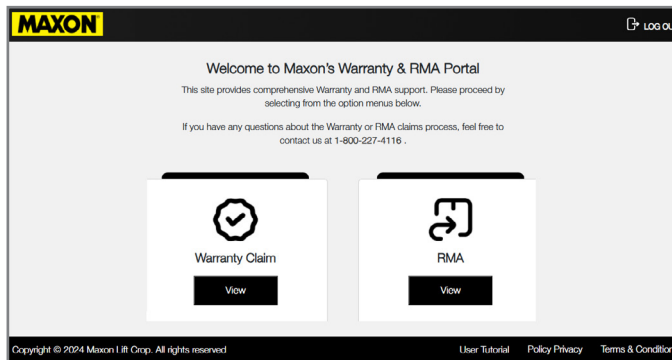 MAXON
LOG OU
Welcome to Maxon's Warranty & RMA Portal
This site provides comprehensive Warranty and RMA support. Please proceed by
selecting from the option menus below.
If you have any questions about the Warranty or RMA claims process, feel free to
contact us at 1-800-227-4116 .
Warranty Claim
RMA
View
View
Copyright © 2024 Maxon Lift Crop. All rights reserved
User Tutorial
Policy Privacy
Terms & Condition